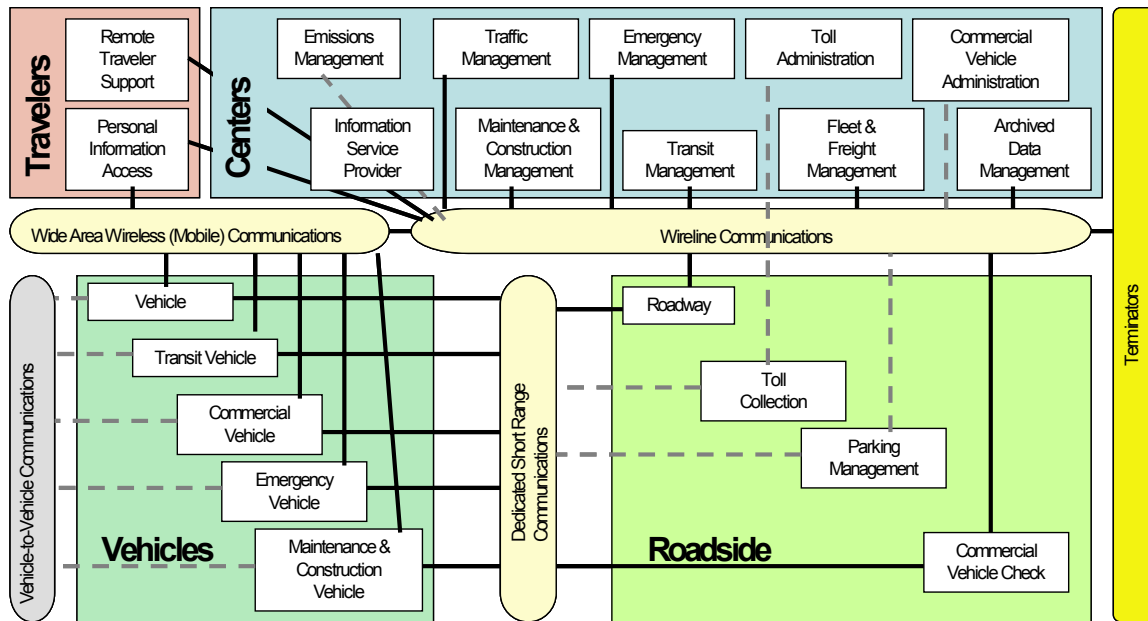 Travelers
Remote
Traveler
Support
Personal
Information
Access
Centers
Emissions
Management
Traffic
Management
Emergency
Management
Toll
Administration
Commercial
Vehicle
Administration
Information
Service
Provider
Maintenance &
Construction
Management
Transit
Management
Fleet &
Freight
Management
Archived
Data
Management
Wide Area Wireless (Mobile) Communications
Wireline Communications
Terminators
Vehicle-to-Vehicle Communications
Vehicle
Transit Vehicle
Commercial
Vehicle
Emergency
Vehicle
Maintenance &
Construction
Vehicle
Vehicles
Dedicated Short Range
Communications
Roadway
Toll
Collection
Parking
Management
Commercial
Vehicle Check
Roadside